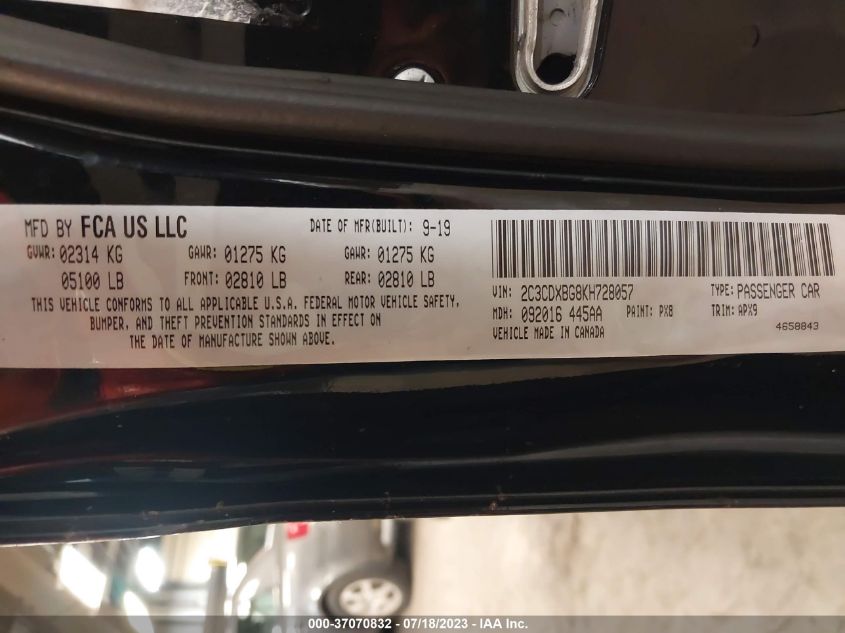 MFD BY FCA US LLC DATE OF MFR(BUILT): 9-19
GVWR: 02314 KG GAWR: 01275 KG GAWR: 01275 KG
05100 LB FRONT: 02810 LB REAR: 02810 LB
THIS VEHICLE CONFORMS TO ALL APPLICABLE U.S.A. FEDERAL MOTOR VEHICLE SAFETY,
BUMPER, AND THEFT PREVENTION STANDARDS IN EFFECT ON
THE DATE OF MANUFACTURE SHOWN ABOVE.
VIN: 2C3CDXBG8KH728057 TYPE: PASSENGER CAR
MDH: 092016 445AA PAINT: PX8 TRIM: APX9
VEHICLE MADE IN CANADA 4658843
000-37070832 - 07/18/2023 - IAA Inc.